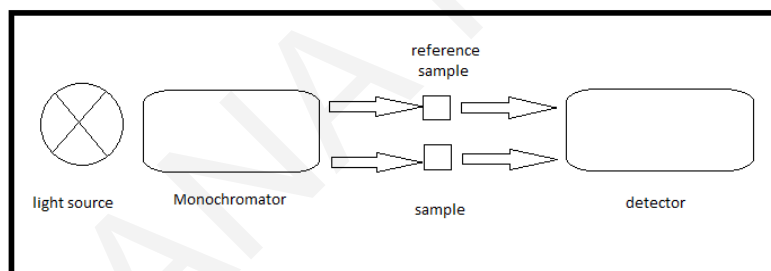 reference
sample
light source
Monochromator
sample
detector